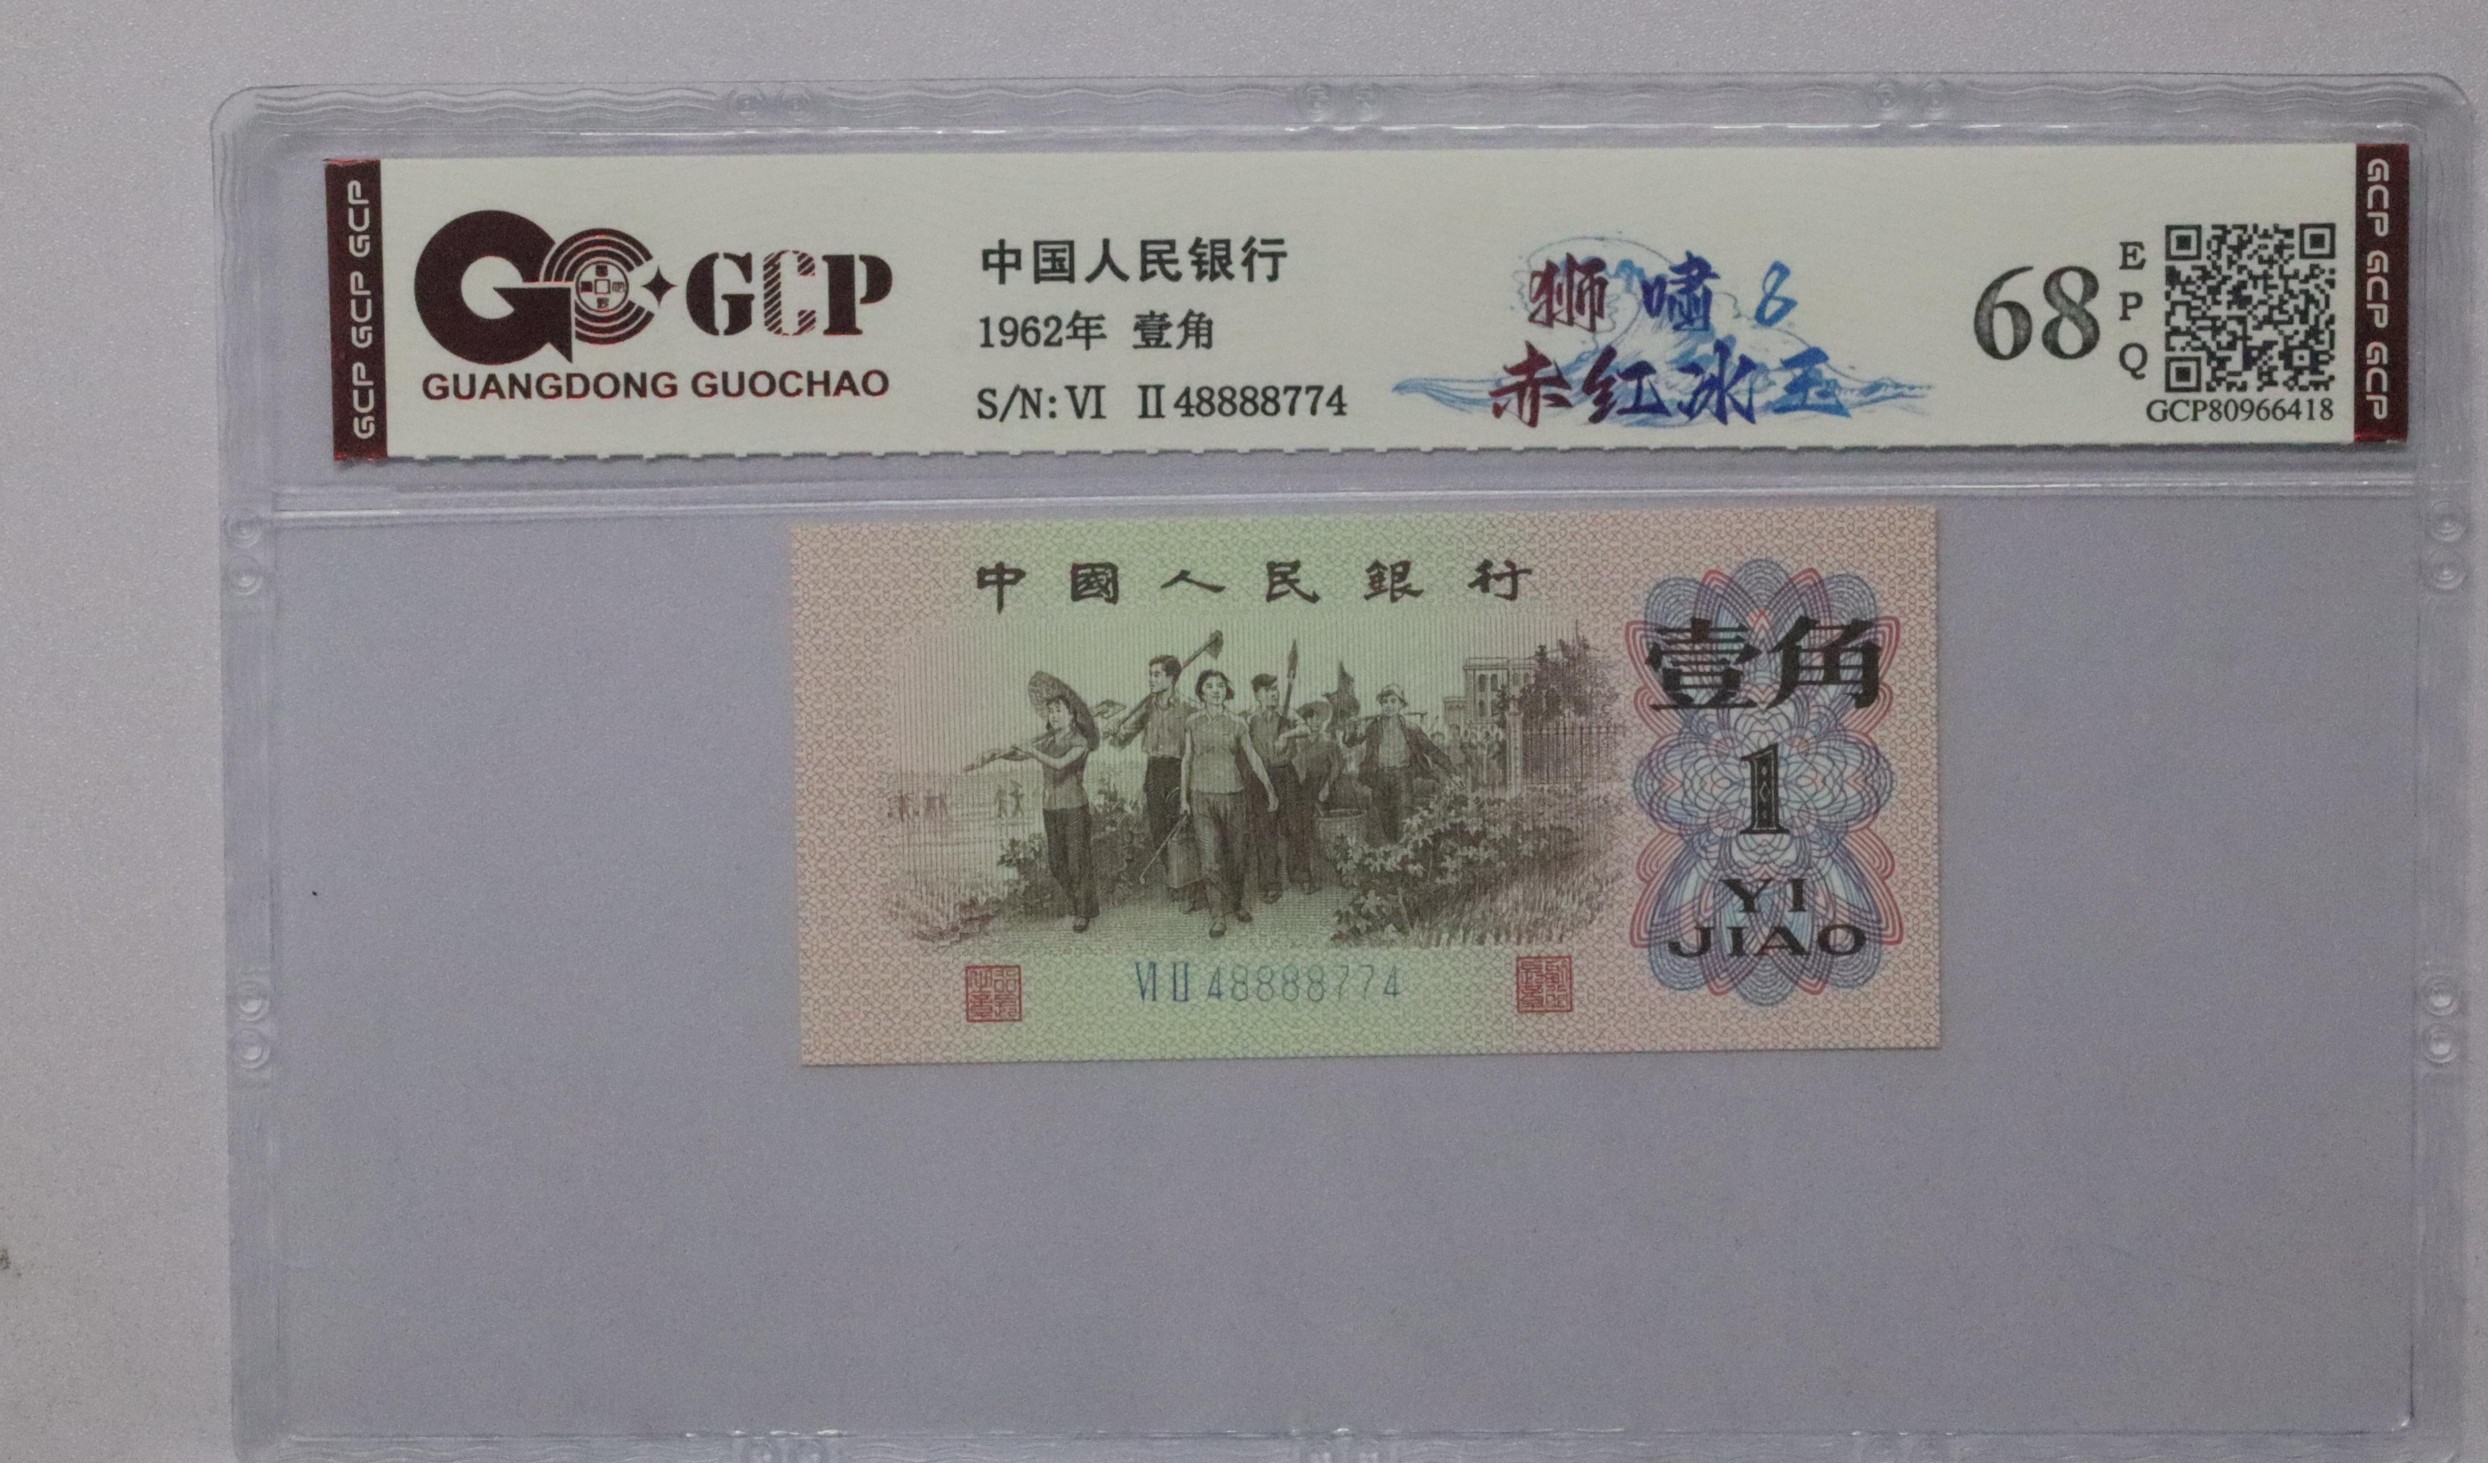 GCP GCP GCP
GCP
GUANGDONG GUOCHAO
中国人民银行
1962年 壹角
S/N: VI II 48888774
狮啸8
赤红冰玉
68
EPQ
GCP80966418
GCP GCP GCP
中國人民銀行
壹角
1
YI
JIAO
VI II 48888774